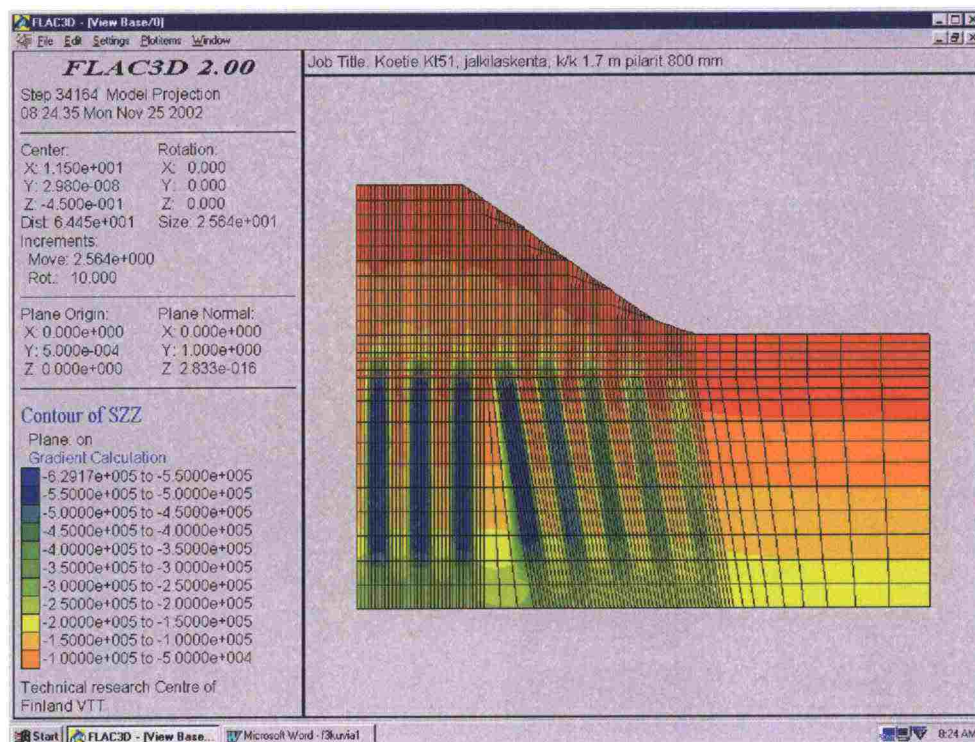 FLAC3D - [View Base/0]
File Edit Settings Plotitems Window
FLAC3D 2.00
Step 34164 Model Projection
08:24:35 Mon Nov 25 2002
Center:
X: 1.150e+001
Y: 2.980e-008
Z: -4.500e-001
Dist: 6.445e+001
Rotation:
X: 0.000
Y: 0.000
Z: 0.000
Size: 2.564e+001
Increments:
Move: 2.564e+000
Rot.: 10.000
Plane Origin:
X: 0.000e+000
Y: 5.000e-004
Z: 0.000e+000
Plane Normal:
X: 0.000e+000
Y: 1.000e+000
Z: 2.833e-016
Contour of SZZ
Plane: on
Gradient Calculation
-6.2917e+005 to -5.5000e+005
-5.5000e+005 to -5.0000e+005
-5.0000e+005 to -4.5000e+005
-4.5000e+005 to -4.0000e+005
-4.0000e+005 to -3.5000e+005
-3.5000e+005 to -3.0000e+005
-3.0000e+005 to -2.5000e+005
-2.5000e+005 to -2.0000e+005
-2.0000e+005 to -1.5000e+005
-1.5000e+005 to -1.0000e+005
-1.0000e+005 to -5.0000e+004
Technical research Centre of
Finland VTT
Job Title: Koetie Kt51, jalkilaskenta, k/k 1.7 m pilarit 800 mm
Start
FLAC3D - [View Base...
Microsoft Word - f3kuvia1
8:24 AM